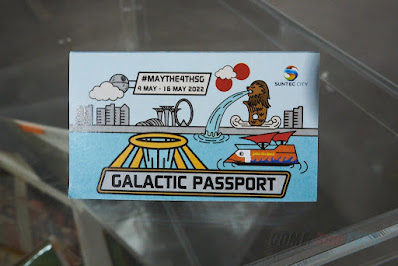 #MAYTHE4THSG
4 MAY - 16 MAY 2022
SUNTEC CITY
GALACTIC PASSPORT